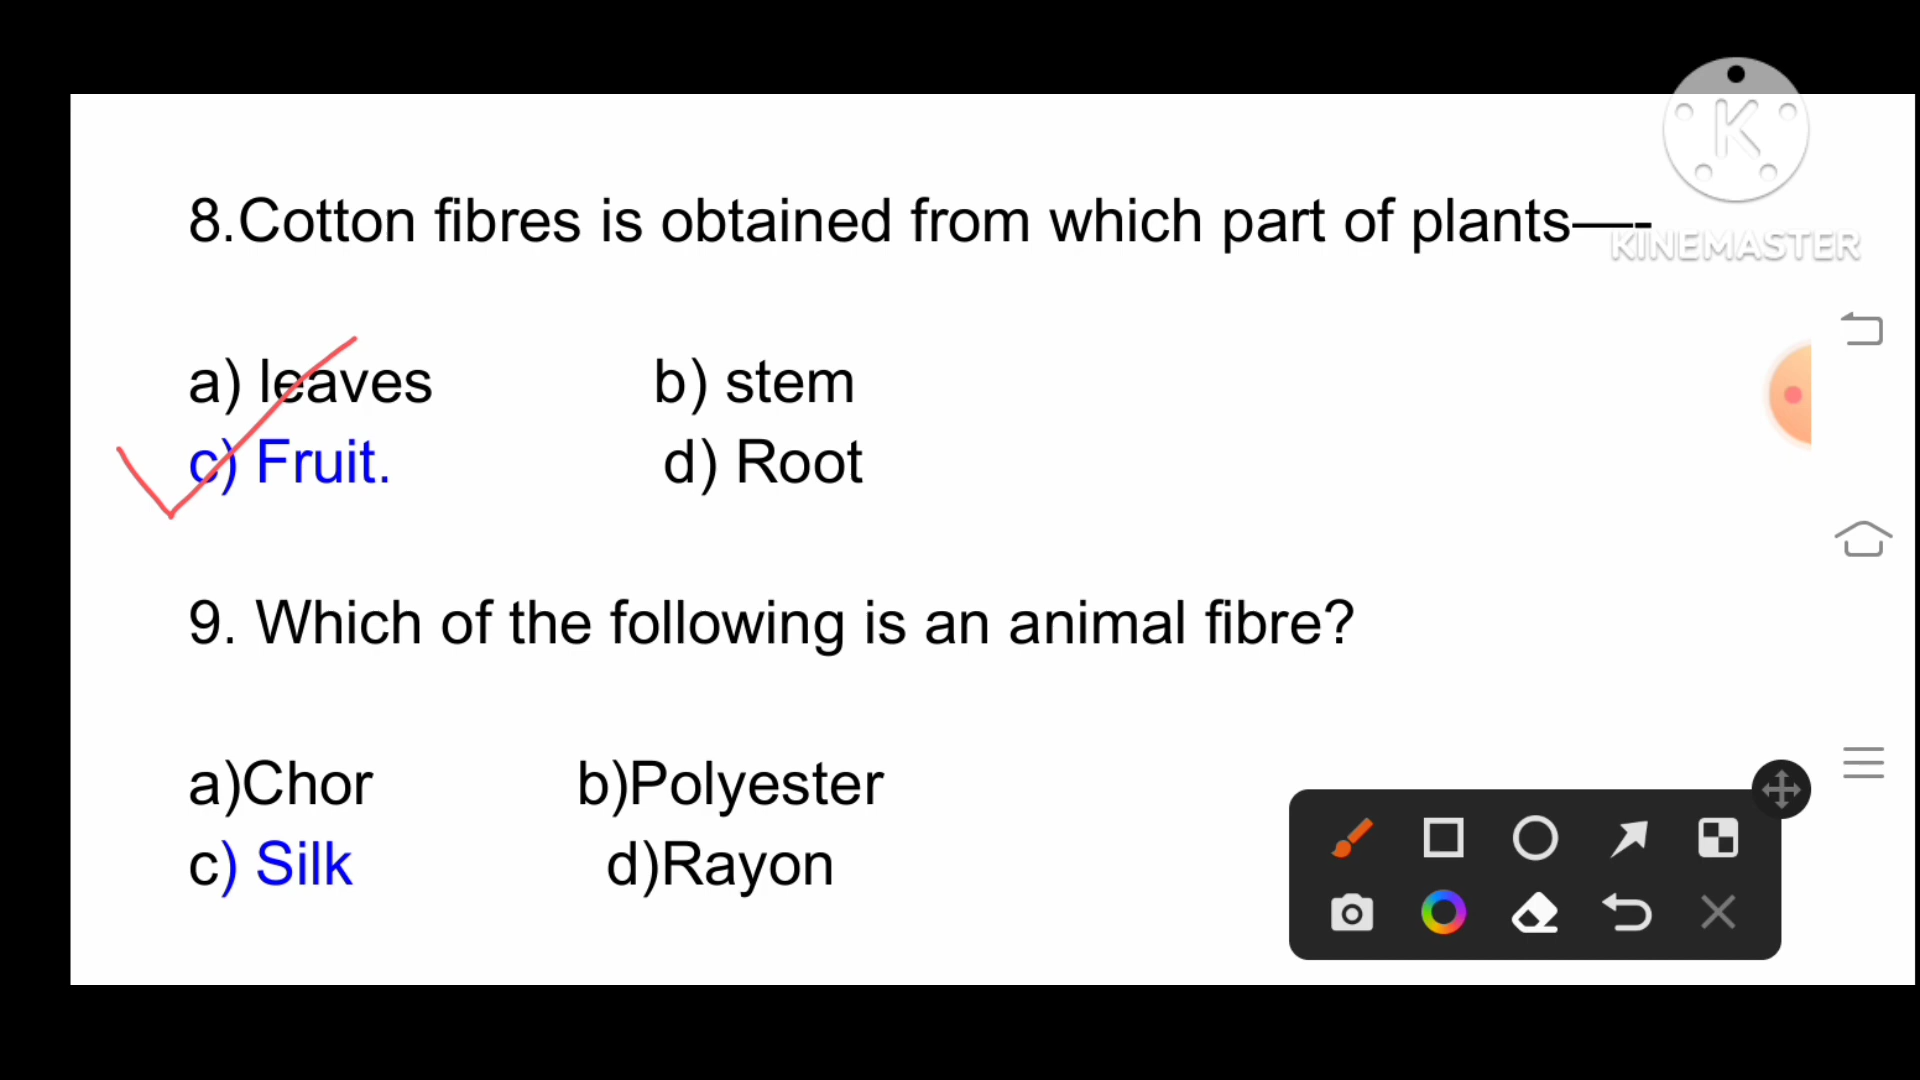 8.Cotton fibres is obtained from which part of plants—-
K
KINEMASTER
a) leaves b) stem
c) Fruit. d) Root
9. Which of the following is an animal fibre?
a)Chor b)Polyester
c) Silk d)Rayon